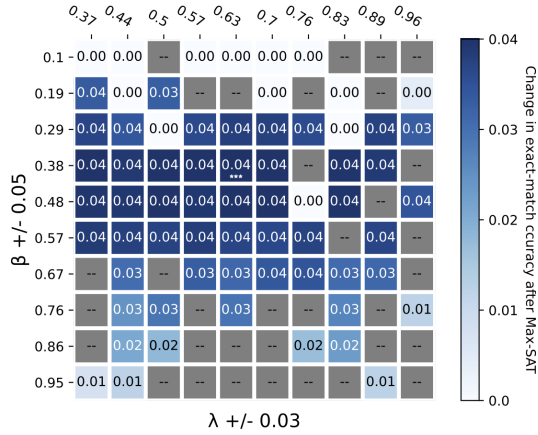 0.37 0.44 0.5 0.57 0.63 0.7 0.76 0.83 0.89 0.96
0.1 0.00 0.00 -- 0.00 0.00 0.00 0.00 -- -- --
0.19 0.04 0.00 0.03 -- -- 0.00 -- 0.00 -- 0.00
0.29 0.04 0.04 0.00 0.04 0.04 0.04 0.04 0.00 0.04 0.03
0.38 0.04 0.04 0.04 0.04 0.04 0.04 -- 0.04 0.04 --
***
0.48 0.04 0.04 0.04 0.04 0.04 0.04 0.00 0.04 -- 0.04
0.57 0.04 0.04 0.04 0.04 0.04 0.04 0.04 -- 0.04 --
0.67 -- 0.03 -- 0.03 0.03 0.04 0.04 0.03 0.03 --
0.76 -- 0.03 0.03 -- 0.03 -- -- 0.03 -- 0.01
0.86 -- 0.02 0.02 -- -- -- 0.02 0.02 -- --
0.95 0.01 0.01 -- -- -- -- -- -- 0.01 --
β +/- 0.05
λ +/- 0.03
0.04
0.03
0.02
0.01
0.0
Change in exact-match ccuracy after Max-SAT